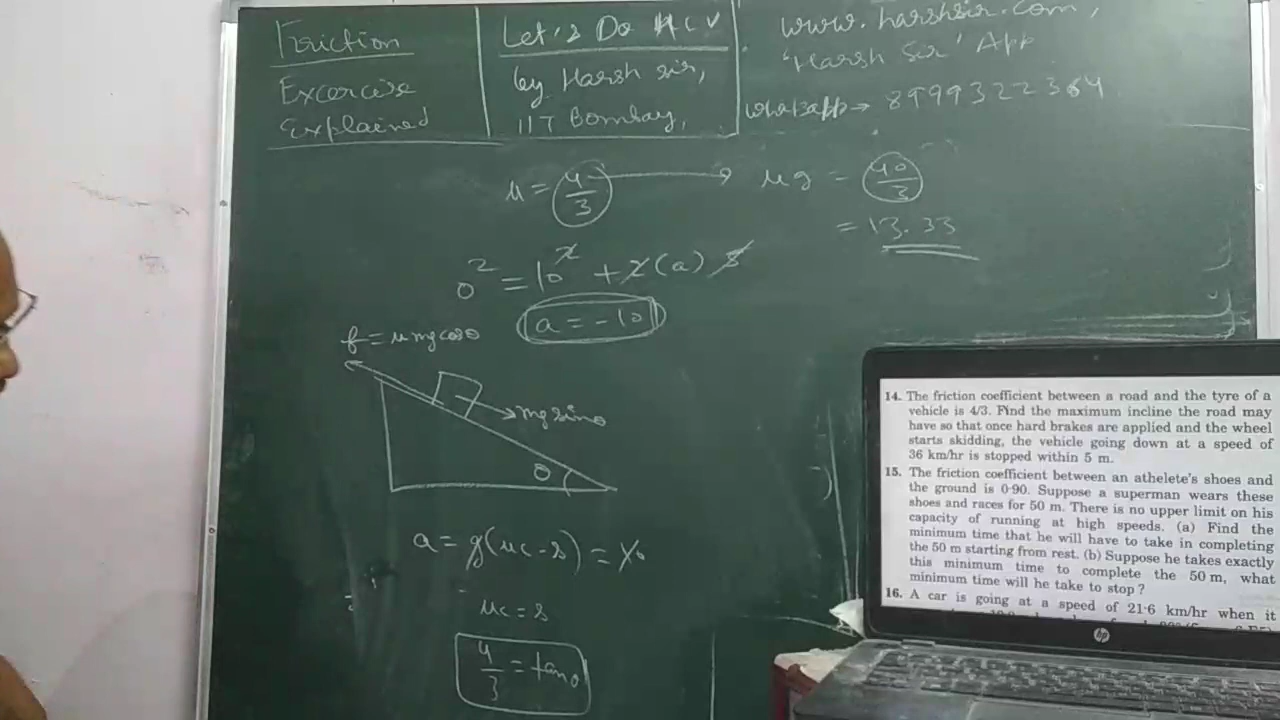 Friction
Excercise
Explained
Let's Do HCV
by Harsh sir,
IIT Bombay,
www.harshsir.com,
'Harsh Sir' App
whatsapp → 8999322364
μ = 4/3 → μg = 40/3
= 13.33
0² = 10² + 2(a) 5
a = -10
f = μmgcosθ
mgsinθ
θ
a = g(μc - s) = 10
μc = s
4/3 = tanθ
14. The friction coefficient between a road and the tyre of a
vehicle is 4/3. Find the maximum incline the road may
have so that once hard brakes are applied and the wheel
starts skidding, the vehicle going down at a speed of
36 km/hr is stopped within 5 m.
15. The friction coefficient between an athelete's shoes and
the ground is 0·90. Suppose a superman wears these
shoes and races for 50 m. There is no upper limit on his
capacity of running at high speeds. (a) Find the
minimum time that he will have to take in completing
the 50 m starting from rest. (b) Suppose he takes exactly
this minimum time to complete the 50 m, what
minimum time will he take to stop ?
16. A car is going at a speed of 21·6 km/hr when it
hp